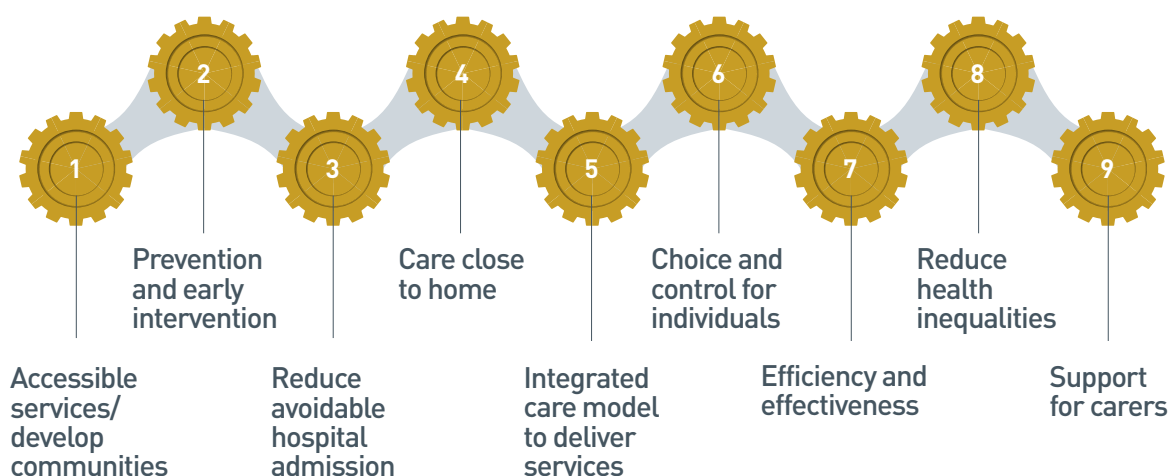 1
Accessible
services/
develop
communities
2
Prevention
and early
intervention
3
Reduce
avoidable
hospital
admission
4
Care close
to home
5
Integrated
care model
to deliver
services
6
Choice and
control for
individuals
7
Efficiency and
effectiveness
8
Reduce
health
inequalities
9
Support
for carers